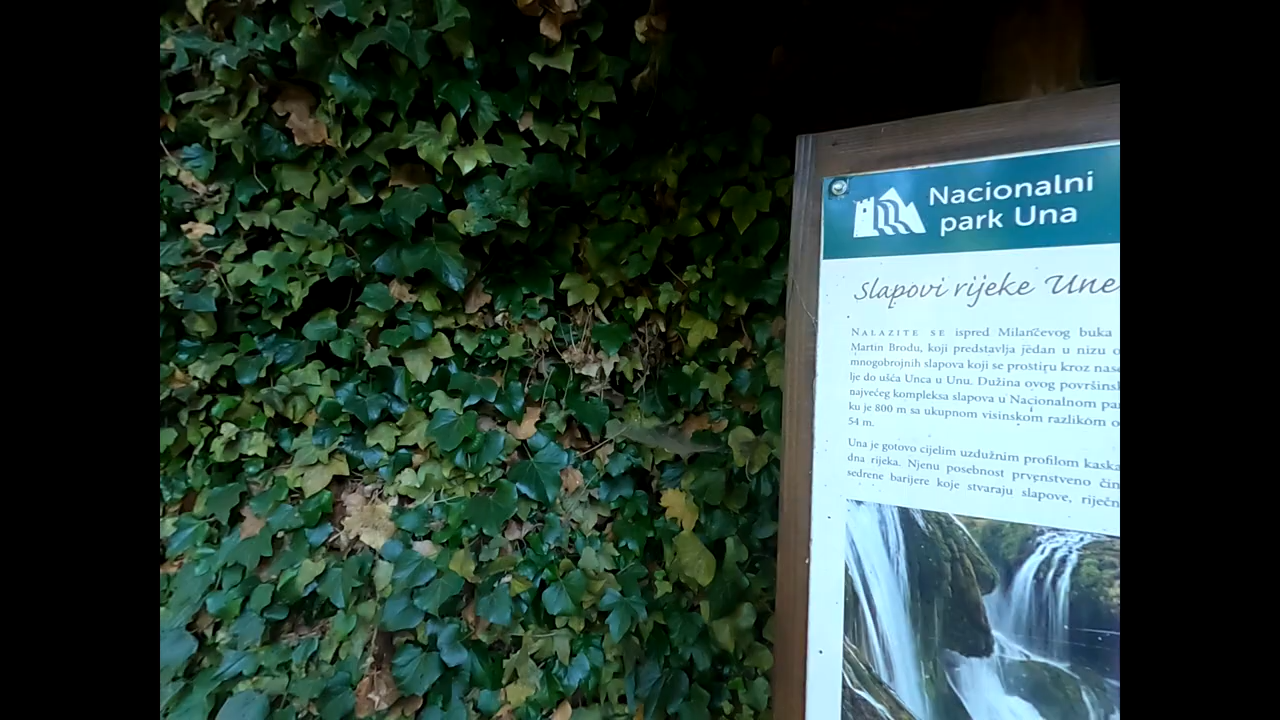 Nacionalni
park Una
Slapovi rijeke Une
NALAZITE SE ispred Milančevog buka
Martin Brodu, koji predstavlja jedan u nizu o
mnogobrojnih slapova koji se prostiru kroz nase
lje do ušća Unca u Unu. Dužina ovog površinsk
najvećeg kompleksa slapova u Nacionalnom par
ku je 800 m sa ukupnom visinskom razlikom o
54 m.
Una je gotovo cijelim uzdužnim profilom kaska
dna rijeka. Njenu posebnost prvenstveno čin
sedrene barijere koje stvaraju slapove, riječn